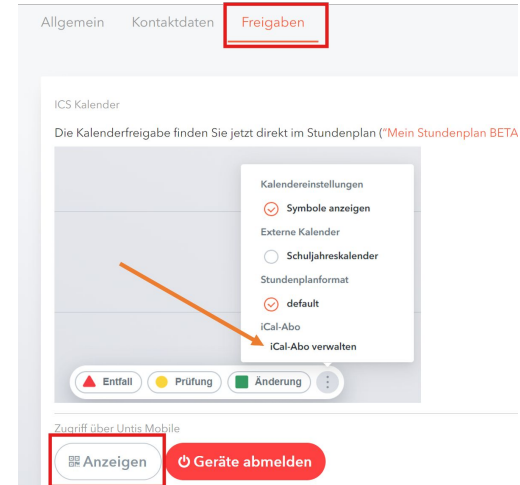 Allgemein Kontaktdaten Freigaben
ICS Kalender
Die Kalenderfreigabe finden Sie jetzt direkt im Stundenplan ("Mein Stundenplan BETA
Kalendereinstellungen
Symbole anzeigen
Externe Kalender
Schuljahreskalender
Stundenplanformat
default
iCal-Abo
iCal-Abo verwalten
Entfall Prüfung Änderung
Zugriff über Untis Mobile
Anzeigen Geräte abmelden